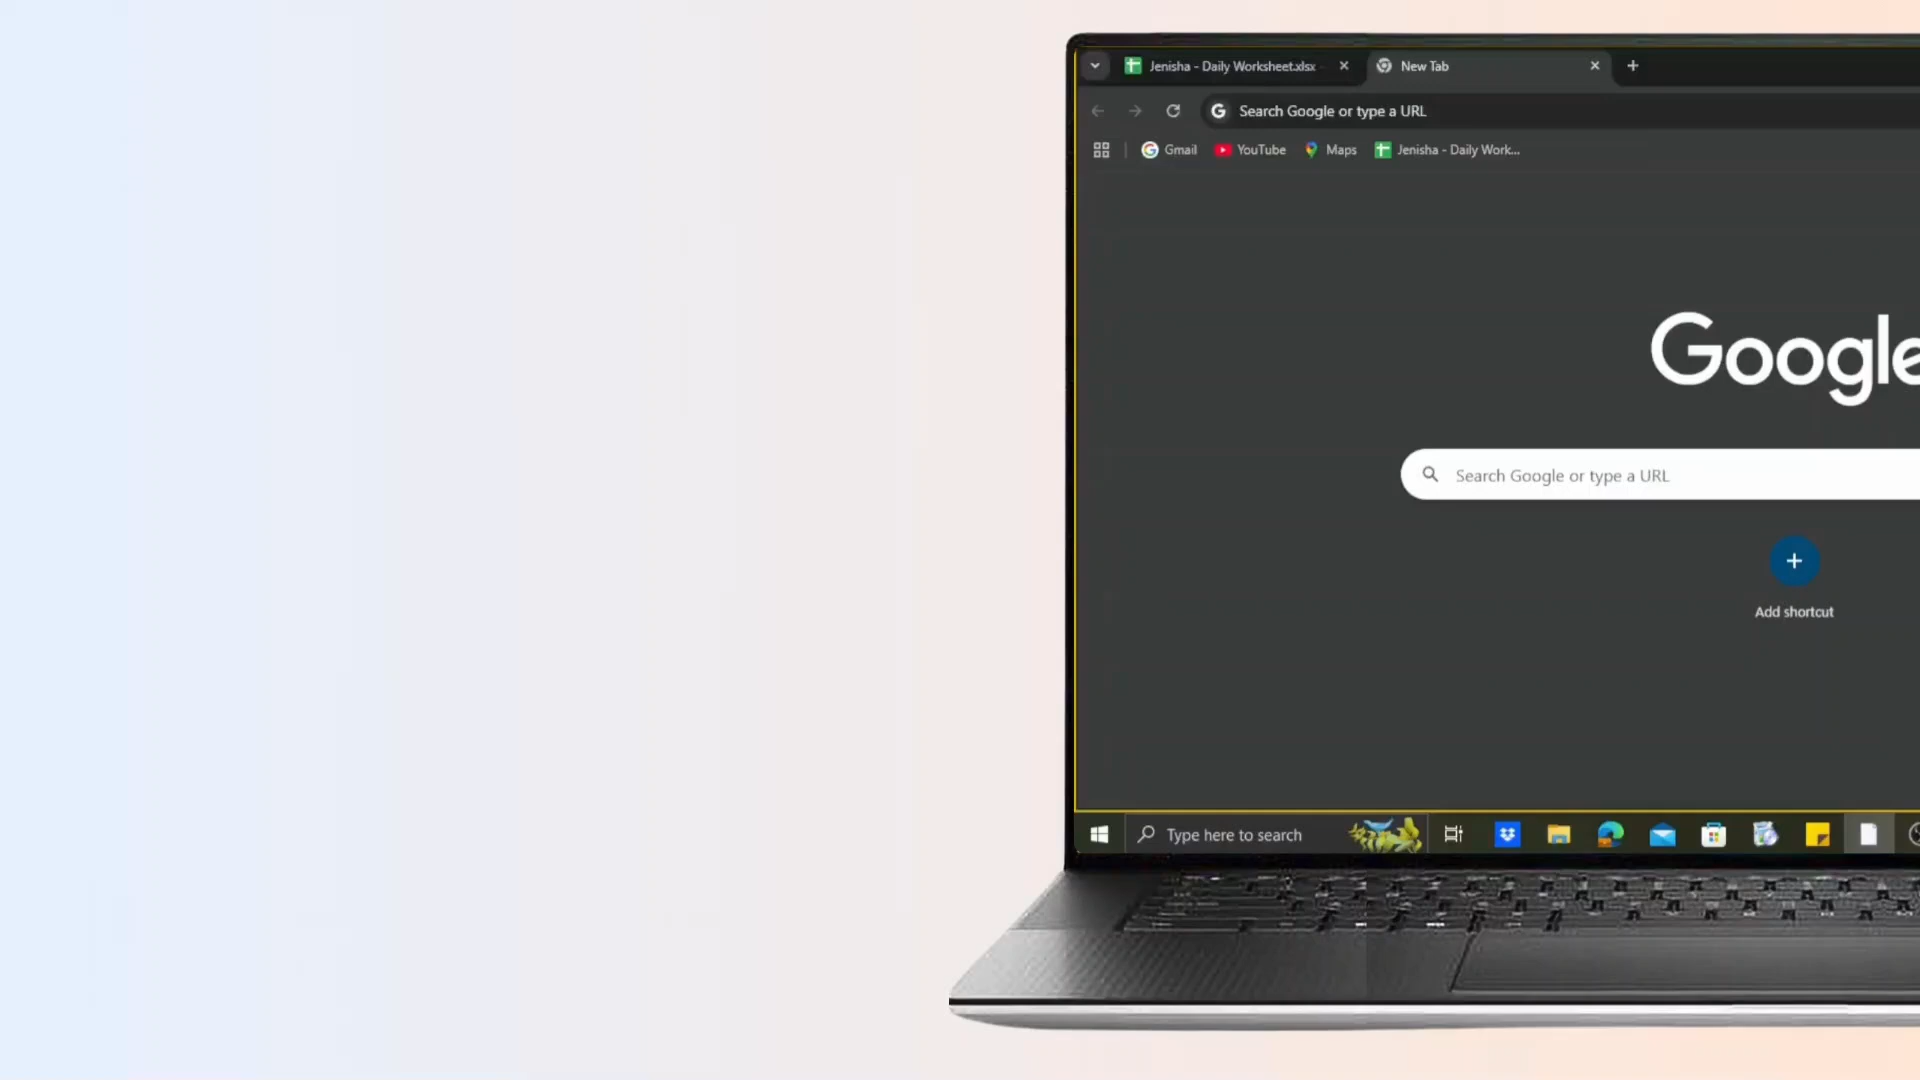 Jenisha - Daily Worksheet.xlsx
New Tab
Search Google or type a URL
Gmail
YouTube
Maps
Jenisha - Daily Work...
Google
Search Google or type a URL
Add shortcut
Type here to search